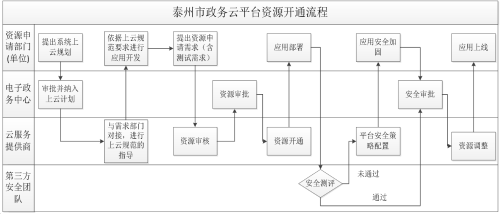 泰州市政务云平台资源开通流程
资源申
请部门
(单位)
提出系统上
云规划
依据上云规
范要求进行
应用开发
提出资源申
请需求（含
测试需求）
应用部署
应用安全加
固
应用上线
电子政
务中心
审批并纳入
上云计划
资源审批
安全审批
云服务
提供商
与需求部门
对接，进行
上云规范的
指导
资源审核
资源开通
平台安全策
略配置
资源调整
第三方
安全团
队
安全测评
未通过
通过